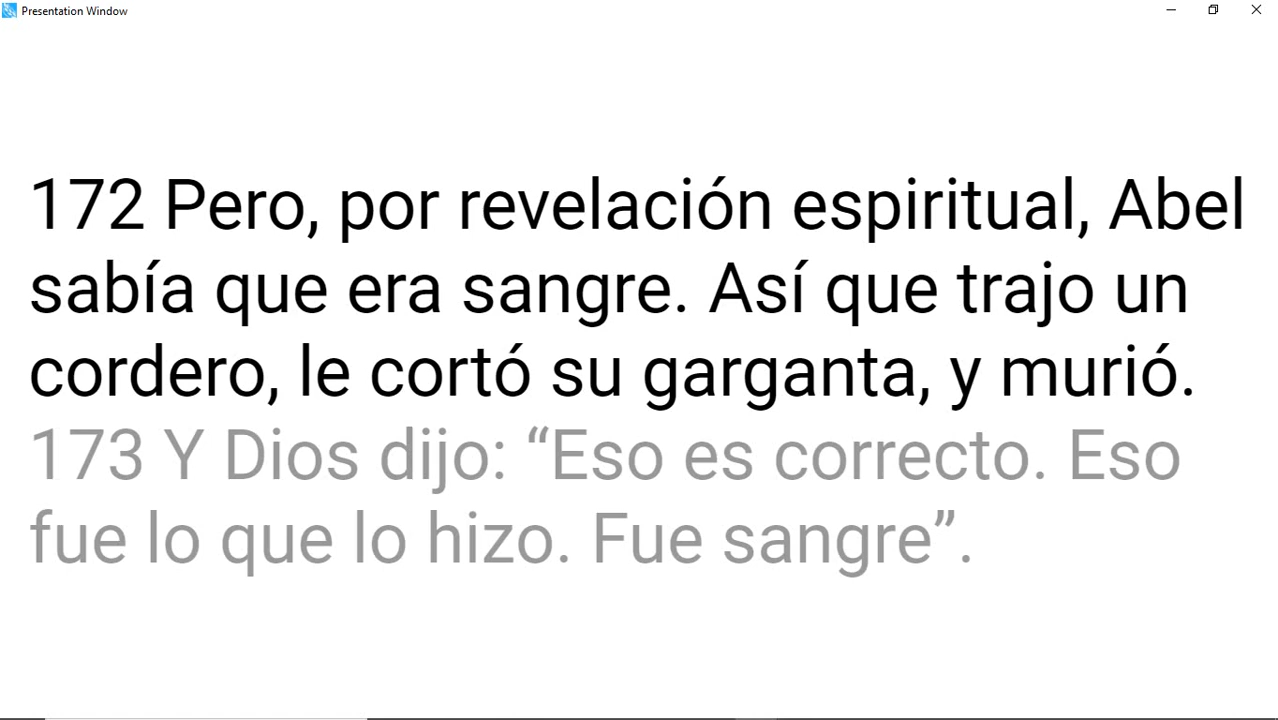 Presentation Window
172 Pero, por revelación espiritual, Abel
sabía que era sangre. Así que trajo un
cordero, le cortó su garganta, y murió.
173 Y Dios dijo: “Eso es correcto. Eso
fue lo que lo hizo. Fue sangre”.